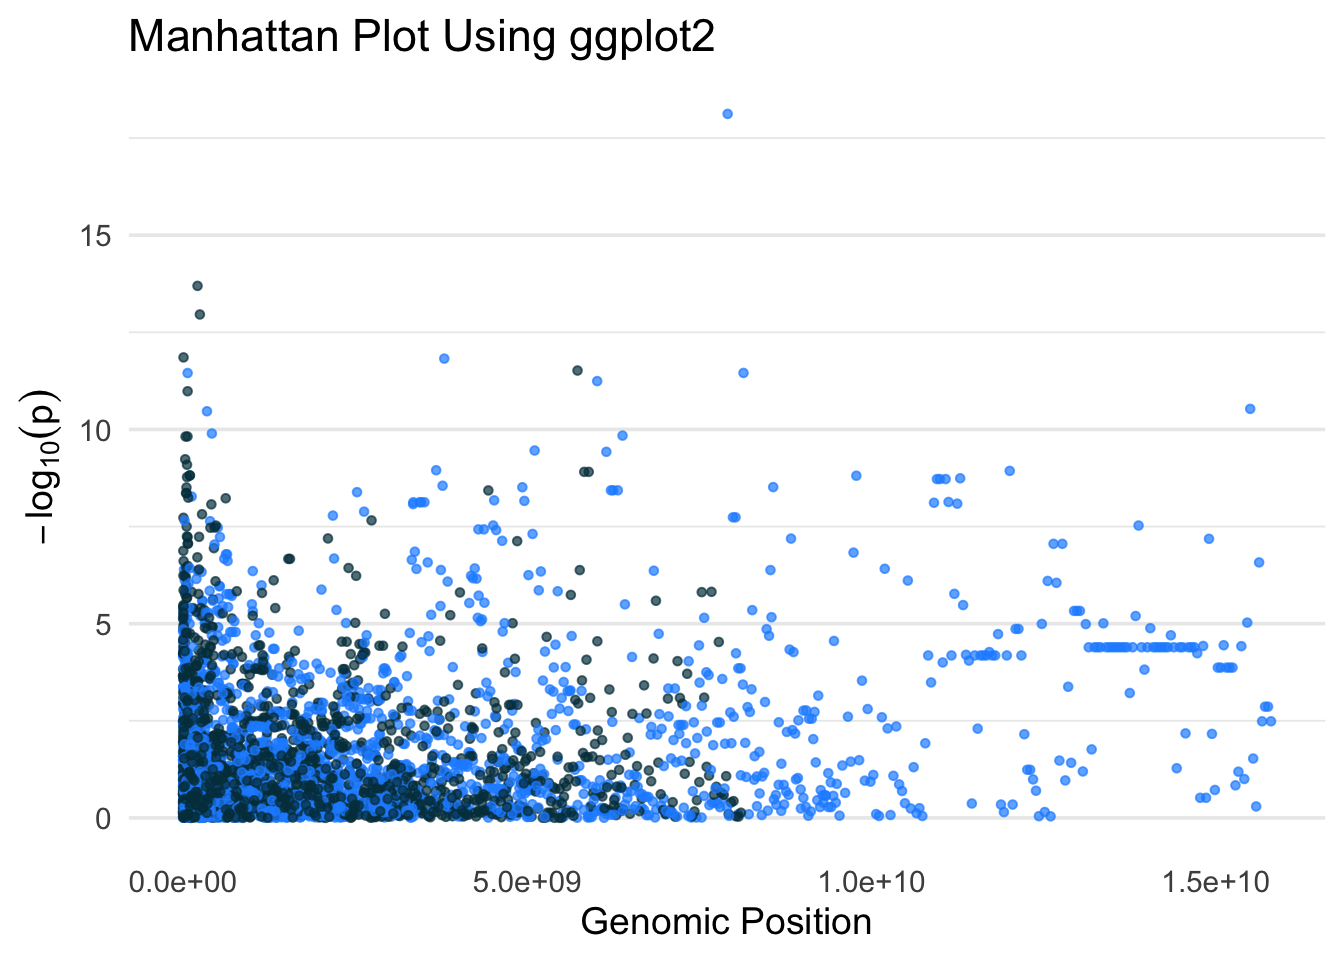 Manhattan Plot Using ggplot2
−log₁₀(p)
15
10
5
0
0.0e+00 5.0e+09 1.0e+10 1.5e+10
Genomic Position